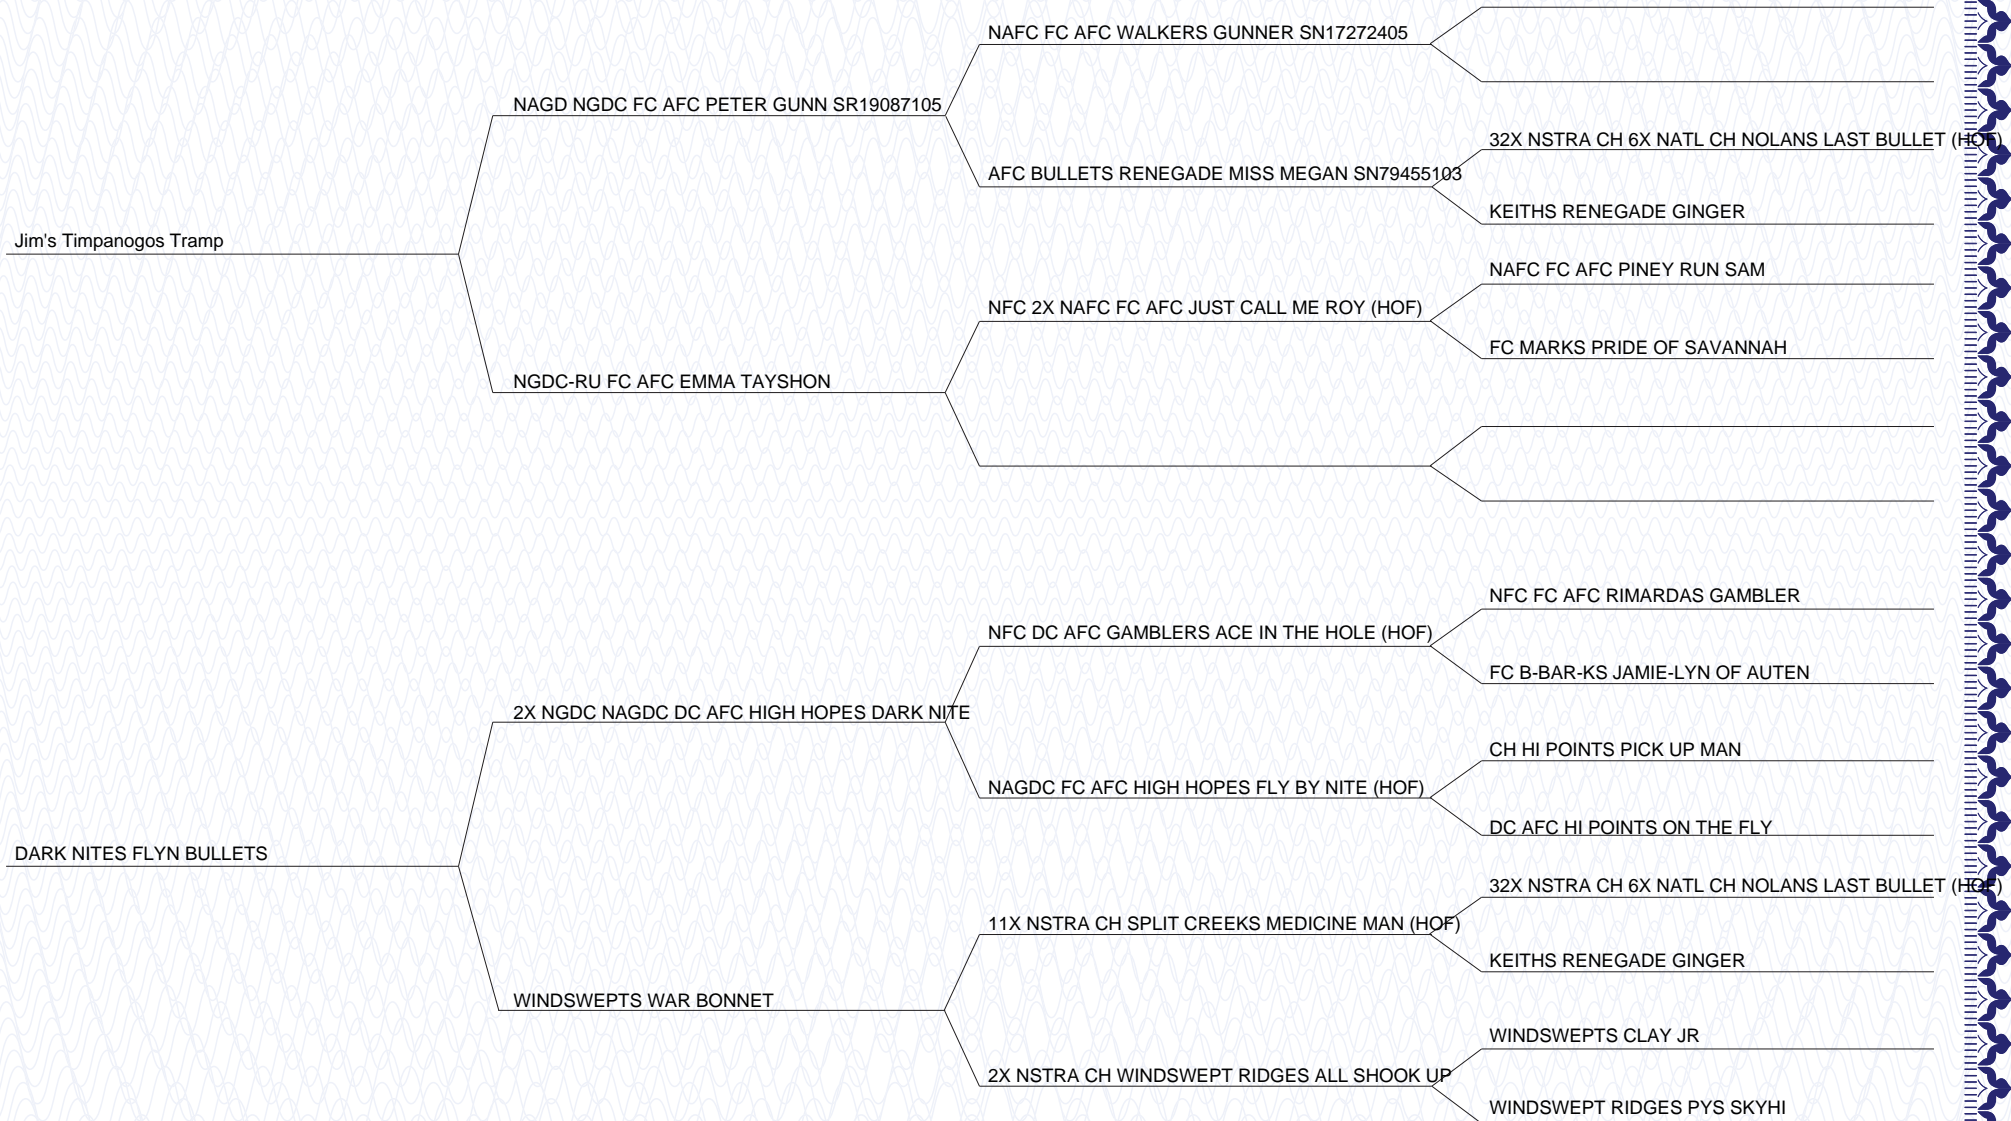 NAFC FC AFC WALKERS GUNNER SN17272405
NAGD NGDC FC AFC PETER GUNN SR19087105
32X NSTRA CH 6X NATL CH NOLANS LAST BULLET (HOF)
AFC BULLETS RENEGADE MISS MEGAN SN79455103
KEITHS RENEGADE GINGER
Jim's Timpanogos Tramp
NAFC FC AFC PINEY RUN SAM
NFC 2X NAFC FC AFC JUST CALL ME ROY (HOF)
FC MARKS PRIDE OF SAVANNAH
NGDC-RU FC AFC EMMA TAYSHON
NFC FC AFC RIMARDAS GAMBLER
NFC DC AFC GAMBLERS ACE IN THE HOLE (HOF)
FC B-BAR-KS JAMIE-LYN OF AUTEN
2X NGDC NAGDC DC AFC HIGH HOPES DARK NITE
CH HI POINTS PICK UP MAN
NAGDC FC AFC HIGH HOPES FLY BY NITE (HOF)
DC AFC HI POINTS ON THE FLY
DARK NITES FLYN BULLETS
32X NSTRA CH 6X NATL CH NOLANS LAST BULLET (HOF)
11X NSTRA CH SPLIT CREEKS MEDICINE MAN (HOF)
KEITHS RENEGADE GINGER
WINDSWEPTS WAR BONNET
WINDSWEPTS CLAY JR
2X NSTRA CH WINDSWEPT RIDGES ALL SHOOK UP
WINDSWEPT RIDGES PYS SKYHI